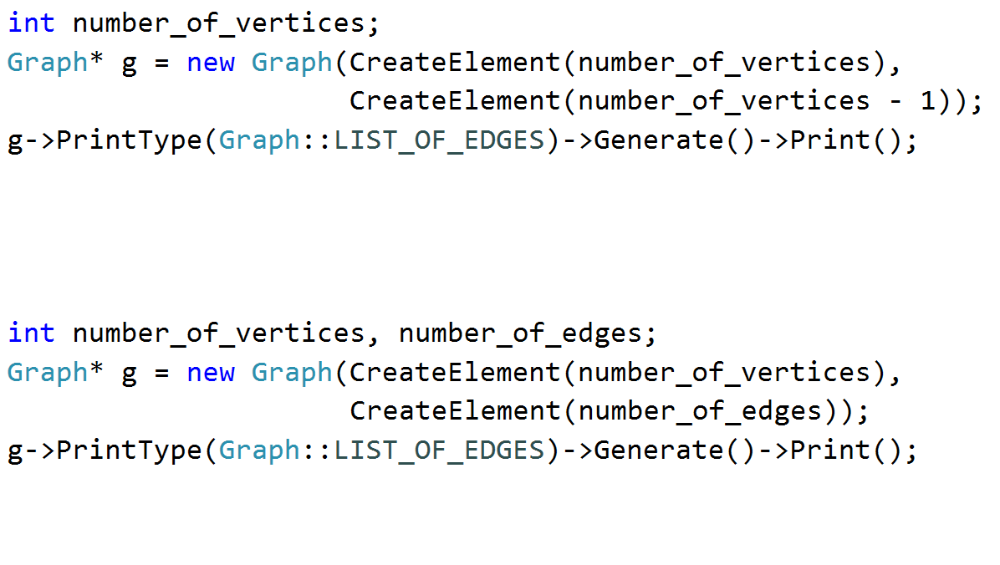 int number_of_vertices;
Graph* g = new Graph(CreateElement(number_of_vertices),
                     CreateElement(number_of_vertices - 1));
g->PrintType(Graph::LIST_OF_EDGES)->Generate()->Print();
int number_of_vertices, number_of_edges;
Graph* g = new Graph(CreateElement(number_of_vertices),
                     CreateElement(number_of_edges));
g->PrintType(Graph::LIST_OF_EDGES)->Generate()->Print();